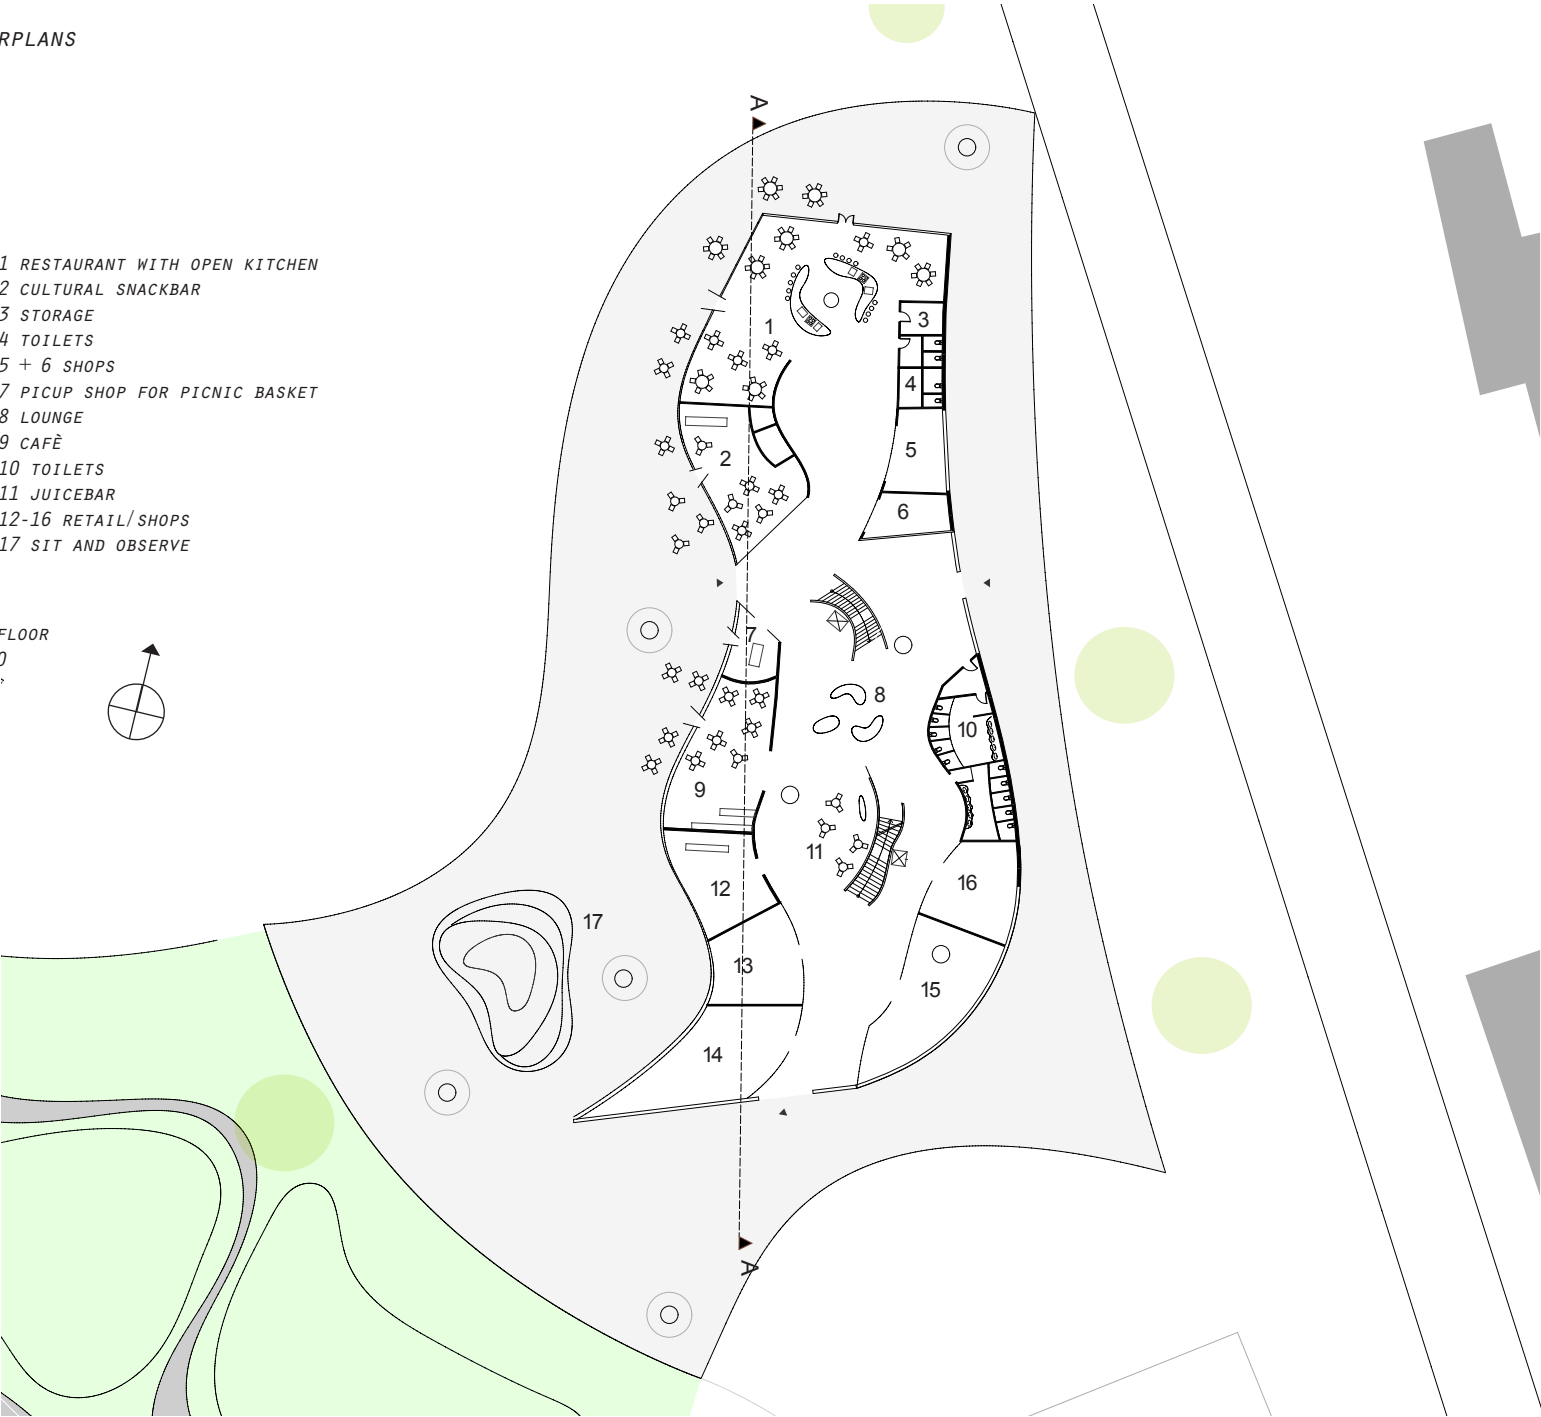 RPLANS
1 RESTAURANT WITH OPEN KITCHEN
2 CULTURAL SNACKBAR
3 STORAGE
4 TOILETS
5 + 6 SHOPS
7 PICUP SHOP FOR PICNIC BASKET
8 LOUNGE
9 CAFÈ
10 TOILETS
11 JUICEBAR
12-16 RETAIL/SHOPS
17 SIT AND OBSERVE
FLOOR
0
A
1
3
4
2
5
6
7
8
10
9
11
12
16
17
13
15
14
A